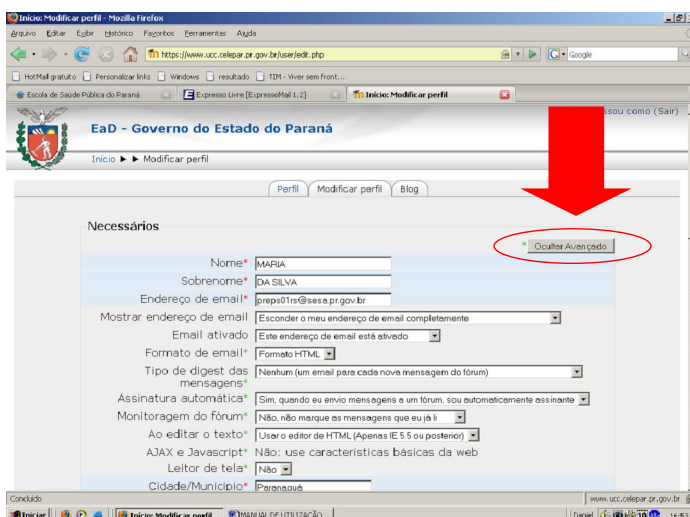 Início: Modificar perfil - Mozilla Firefox
Arquivo Editar Exibir Histórico Favoritos Ferramentas Ajuda
https://www.ucc.celepar.pr.gov.br/user/edit.php
Google
HotMail gratuito Personalizar links Windows resultado TIM - Viver sem front...
Escola de Saúde Pública do Paraná Expresso Livre [ExpressoMail 1.2] Início: Modificar perfil
como (Sair)
EaD - Governo do Estado do Paraná
Início ► ► Modificar perfil
Perfil Modificar perfil Blog
Necessários
* Ocultar Avançado
Nome* MARIA
Sobrenome* DA SILVA
Endereço de email* preps01rs@sesa.pr.gov.br
Mostrar endereço de email Esconder o meu endereço de email completamente
Email ativado Este endereço de email está ativado
Formato de email* Formato HTML
Tipo de digest das Nenhum (um email para cada nova mensagem do fórum)
mensagens*
Assinatura automática* Sim, quando eu envio mensagens a um fórum, sou automaticamente assinante
Monitoragem do fórum* Não, não marque as mensagens que eu já li
Ao editar o texto* Usar o editor de HTML (Apenas IE 5.5 ou posterior)
AJAX e Javascript* Não: use características básicas da web
Leitor de tela* Não
Cidade/Município* Paranaguá
Concluído www.ucc.celepar.pr.gov.br
Iniciar Início: Modificar perfil MANUAL DE UTILIZAÇÃO Daniel 16:53